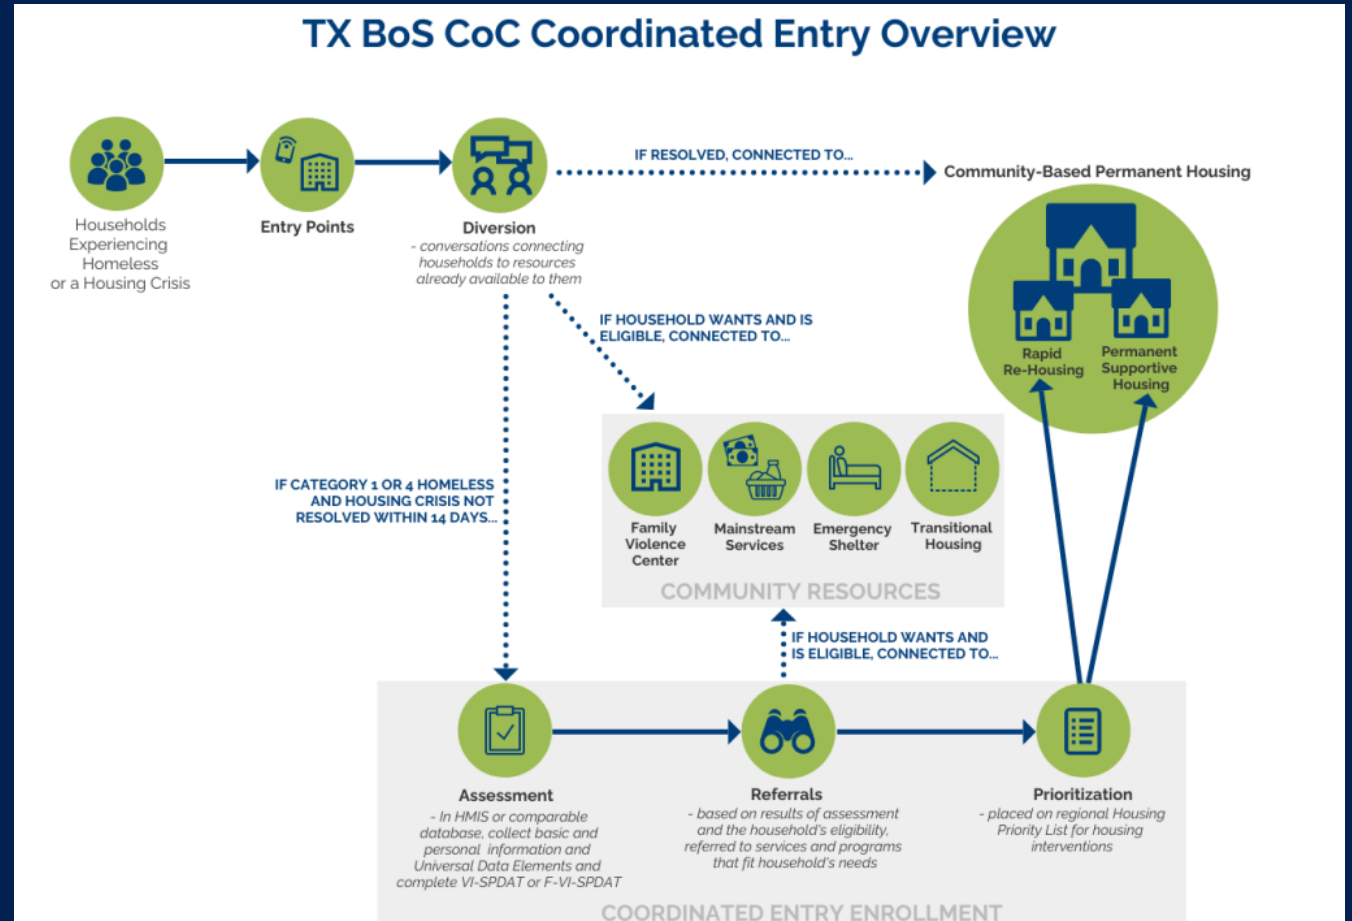 TX BoS CoC Coordinated Entry Overview
Households
Experiencing
Homeless
or a Housing Crisis
Entry Points
Diversion
- conversations connecting
households to resources
already available to them
IF RESOLVED, CONNECTED TO...
Community-Based Permanent Housing
Rapid
Re-Housing
Permanent
Supportive
Housing
IF HOUSEHOLD WANTS AND IS
ELIGIBLE, CONNECTED TO...
IF CATEGORY 1 OR 4 HOMELESS
AND HOUSING CRISIS NOT
RESOLVED WITHIN 14 DAYS...
Family
Violence
Center
Mainstream
Services
Emergency
Shelter
Transitional
Housing
COMMUNITY RESOURCES
IF HOUSEHOLD WANTS AND
IS ELIGIBLE, CONNECTED TO...
Assessment
- In HMIS or comparable
database, collect basic and
personal information and
Universal Data Elements and
complete VI-SPDAT or F-VI-SPDAT
Referrals
- based on results of assessment
and the household's eligibility,
referred to services and programs
that fit household's needs
Prioritization
- placed on regional Housing
Priority List for housing
interventions
COORDINATED ENTRY ENROLLMENT